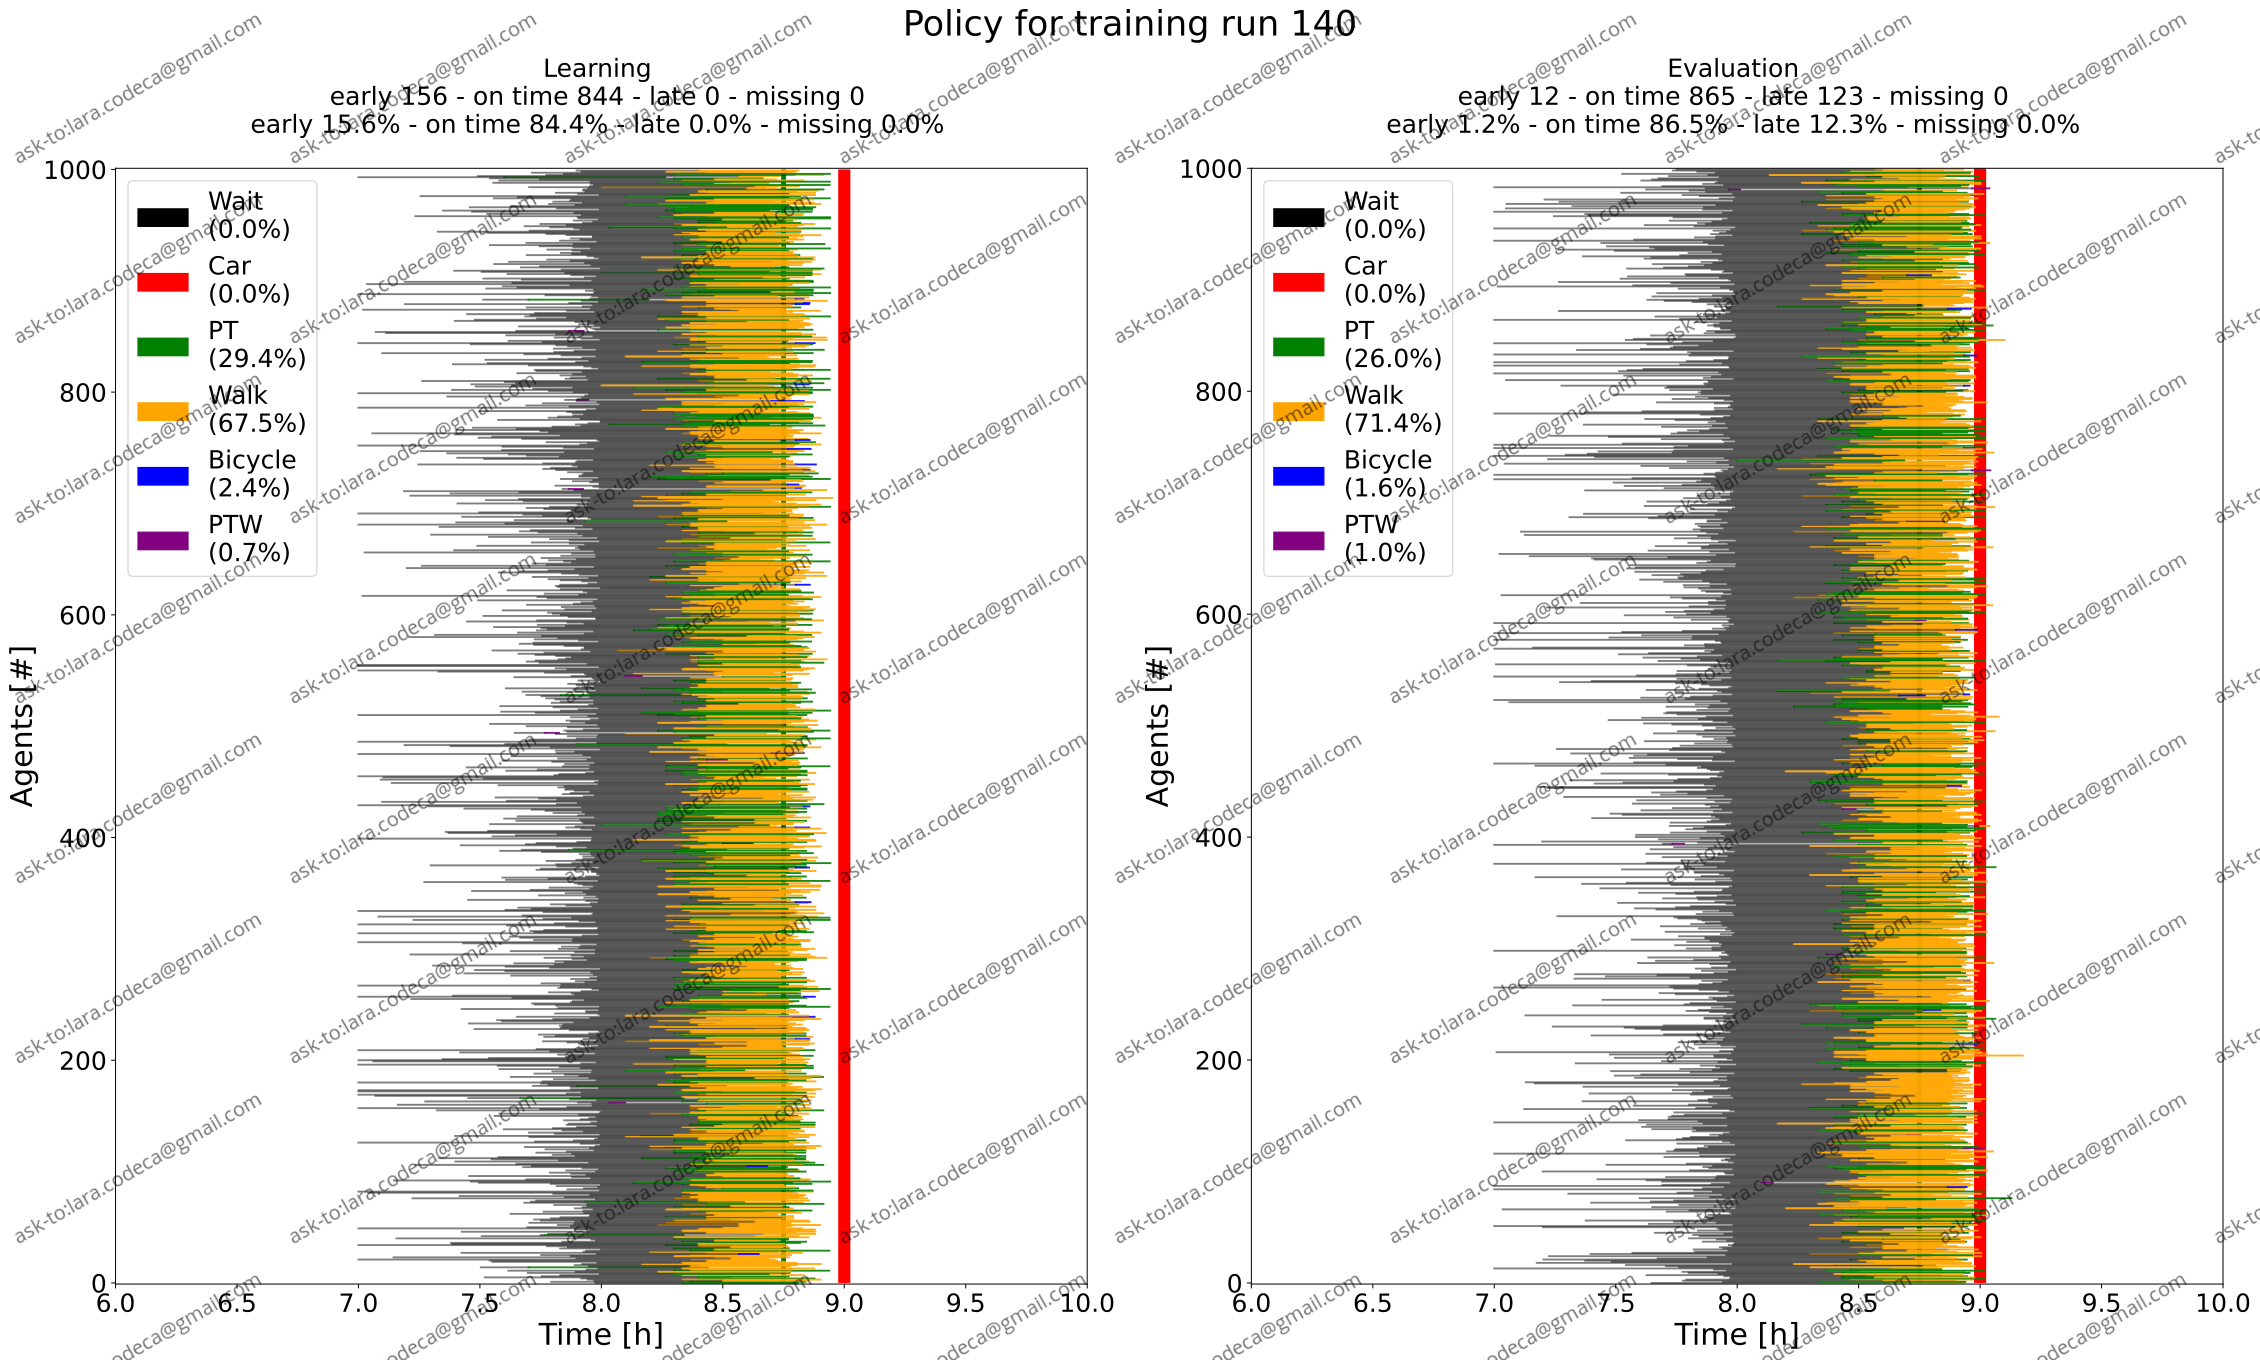 Policy for training run 140
Learning
early 156 - on time 844 - late 0 - missing 0
early 15.6% - on time 84.4% - late 0.0% - missing 0.0%
1000
800
600
400
200
0
Agents [#]
Wait
(0.0%)
Car
(0.0%)
PT
(29.4%)
Walk
(67.5%)
Bicycle
(2.4%)
PTW
(0.7%)
6.0 6.5 7.0 7.5 8.0 8.5 9.0 9.5 10.0
Time [h]
Evaluation
early 12 - on time 865 - late 123 - missing 0
early 1.2% - on time 86.5% - late 12.3% - missing 0.0%
1000
800
600
400
200
0
Agents [#]
Wait
(0.0%)
Car
(0.0%)
PT
(26.0%)
Walk
(71.4%)
Bicycle
(1.6%)
PTW
(1.0%)
6.0 6.5 7.0 7.5 8.0 8.5 9.0 9.5 10.0
Time [h]
ask-to:lara.codeca@gmail.com